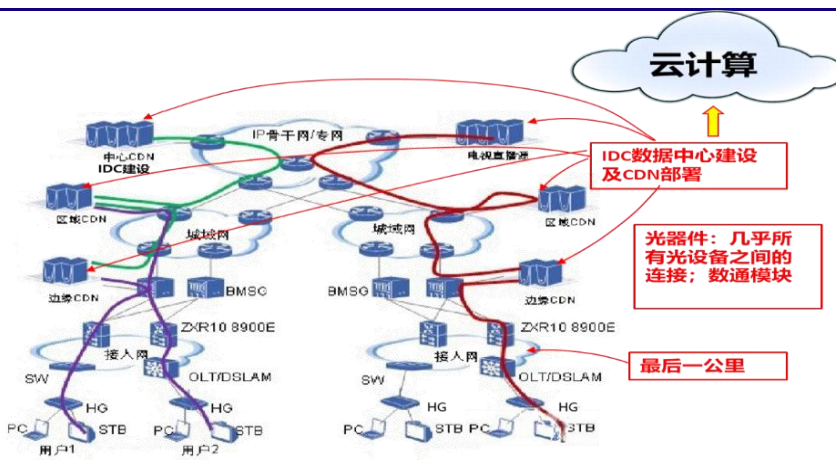 云计算
IP骨干网/专网
中心CDN
IDC建设
电视直播源
IDC数据中心建设
及CDN部署
区域CDN
区域CDN
城域网
城域网
光器件：几乎所
有光设备之间的
连接；数通模块
边缘CDN
BMSG
BMSG
边缘CDN
ZXR10 8900E
ZXR10 8900E
接入网
接入网
最后一公里
SW
OLT/DSLAM
SW
OLT/DSLAM
HG
HG
HG
HG
PC
STB
PC
STB
PC
STB
PC
STB
用户1
用户2